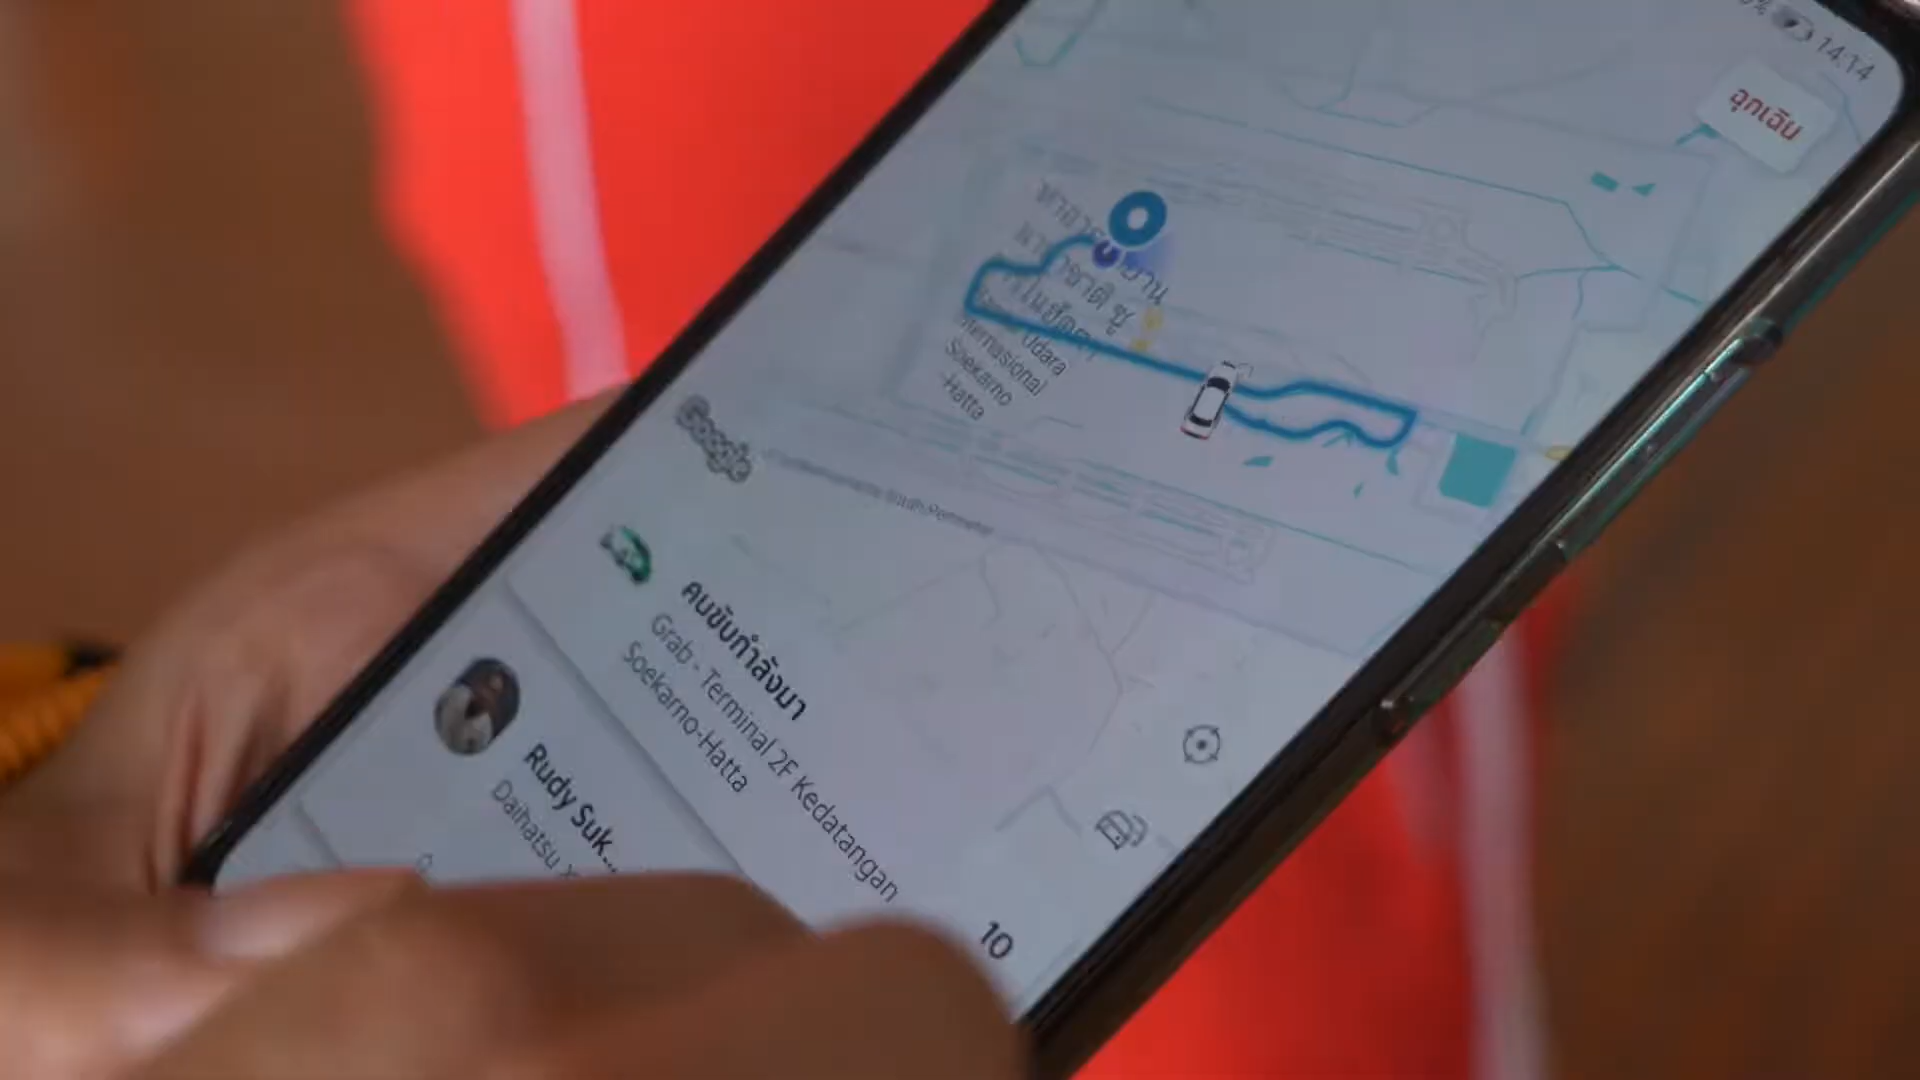 14:14
ฉุกเฉิน
Udara
Internasional
Soekarno
-Hatta
Google
คนขับกำลังมา
Grab - Terminal 2F Kedatangan
Soekarno-Hatta
10
Rudy Suk...
Daihatsu